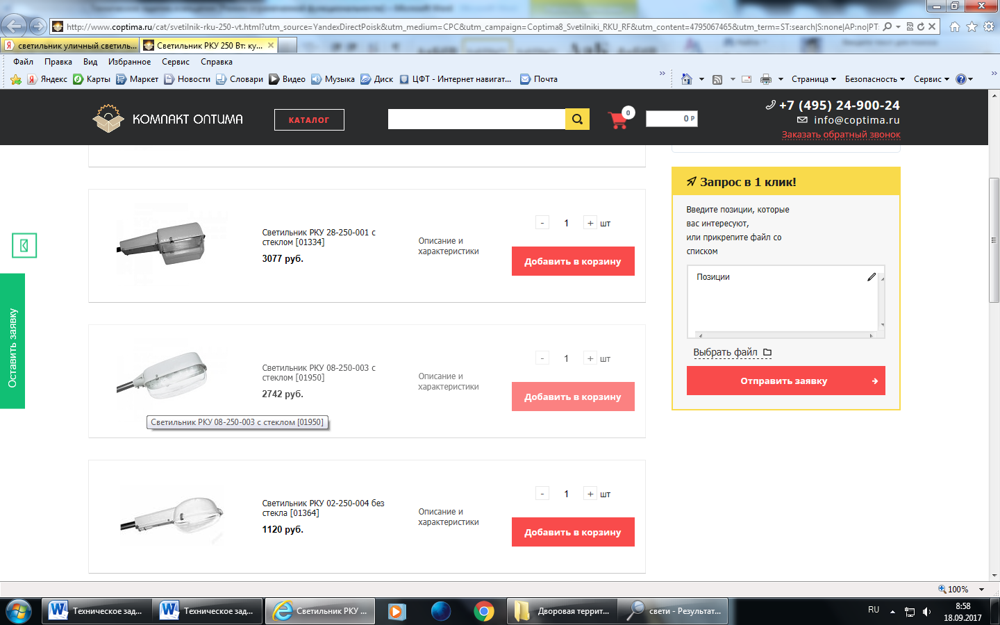 http://www.coptima.ru/cat/svetilnik-rku-250-vt.html?utm_source=YandexDirectPoisk&utm_medium=CPC&utm_campaign=Coptima8_Svetilniki_RKU_RF&utm_content=4795067465&utm_term=ST:search|S:none|AP:no|PT:
светильник уличный светиль...
Светильник РКУ 250 Вт: ку...
Файл Правка Вид Избранное Сервис Справка
Яндекс Карты Маркет Новости Словари Видео Музыка Диск ЦФТ - Интернет навигат... Почта
Страница Безопасность Сервис
КОМПАКТ ОПТИМА
КАТАЛОГ
0
0 Р
+7 (495) 24-900-24
info@coptima.ru
Заказать обратный звонок
Оставить заявку
Светильник РКУ 28-250-001 с
стеклом [01334]
3077 руб.
Описание и
характеристики
- 1 + шт
Добавить в корзину
Светильник РКУ 08-250-003 с
стеклом [01950]
2742 руб.
Описание и
характеристики
- 1 + шт
Добавить в корзину
Светильник РКУ 08-250-003 с стеклом [01950]
Светильник РКУ 02-250-004 без
стекла [01364]
1120 руб.
Описание и
характеристики
- 1 + шт
Добавить в корзину
Запрос в 1 клик!
Введите позиции, которые
вас интересуют,
или прикрепите файл со
списком
Позиции
Выбрать файл
Отправить заявку
100%
Техническое зад...
Техническое зад...
Светильник РКУ ...
Дворовая террит...
свети - Результат...
RU
8:58
18.09.2017